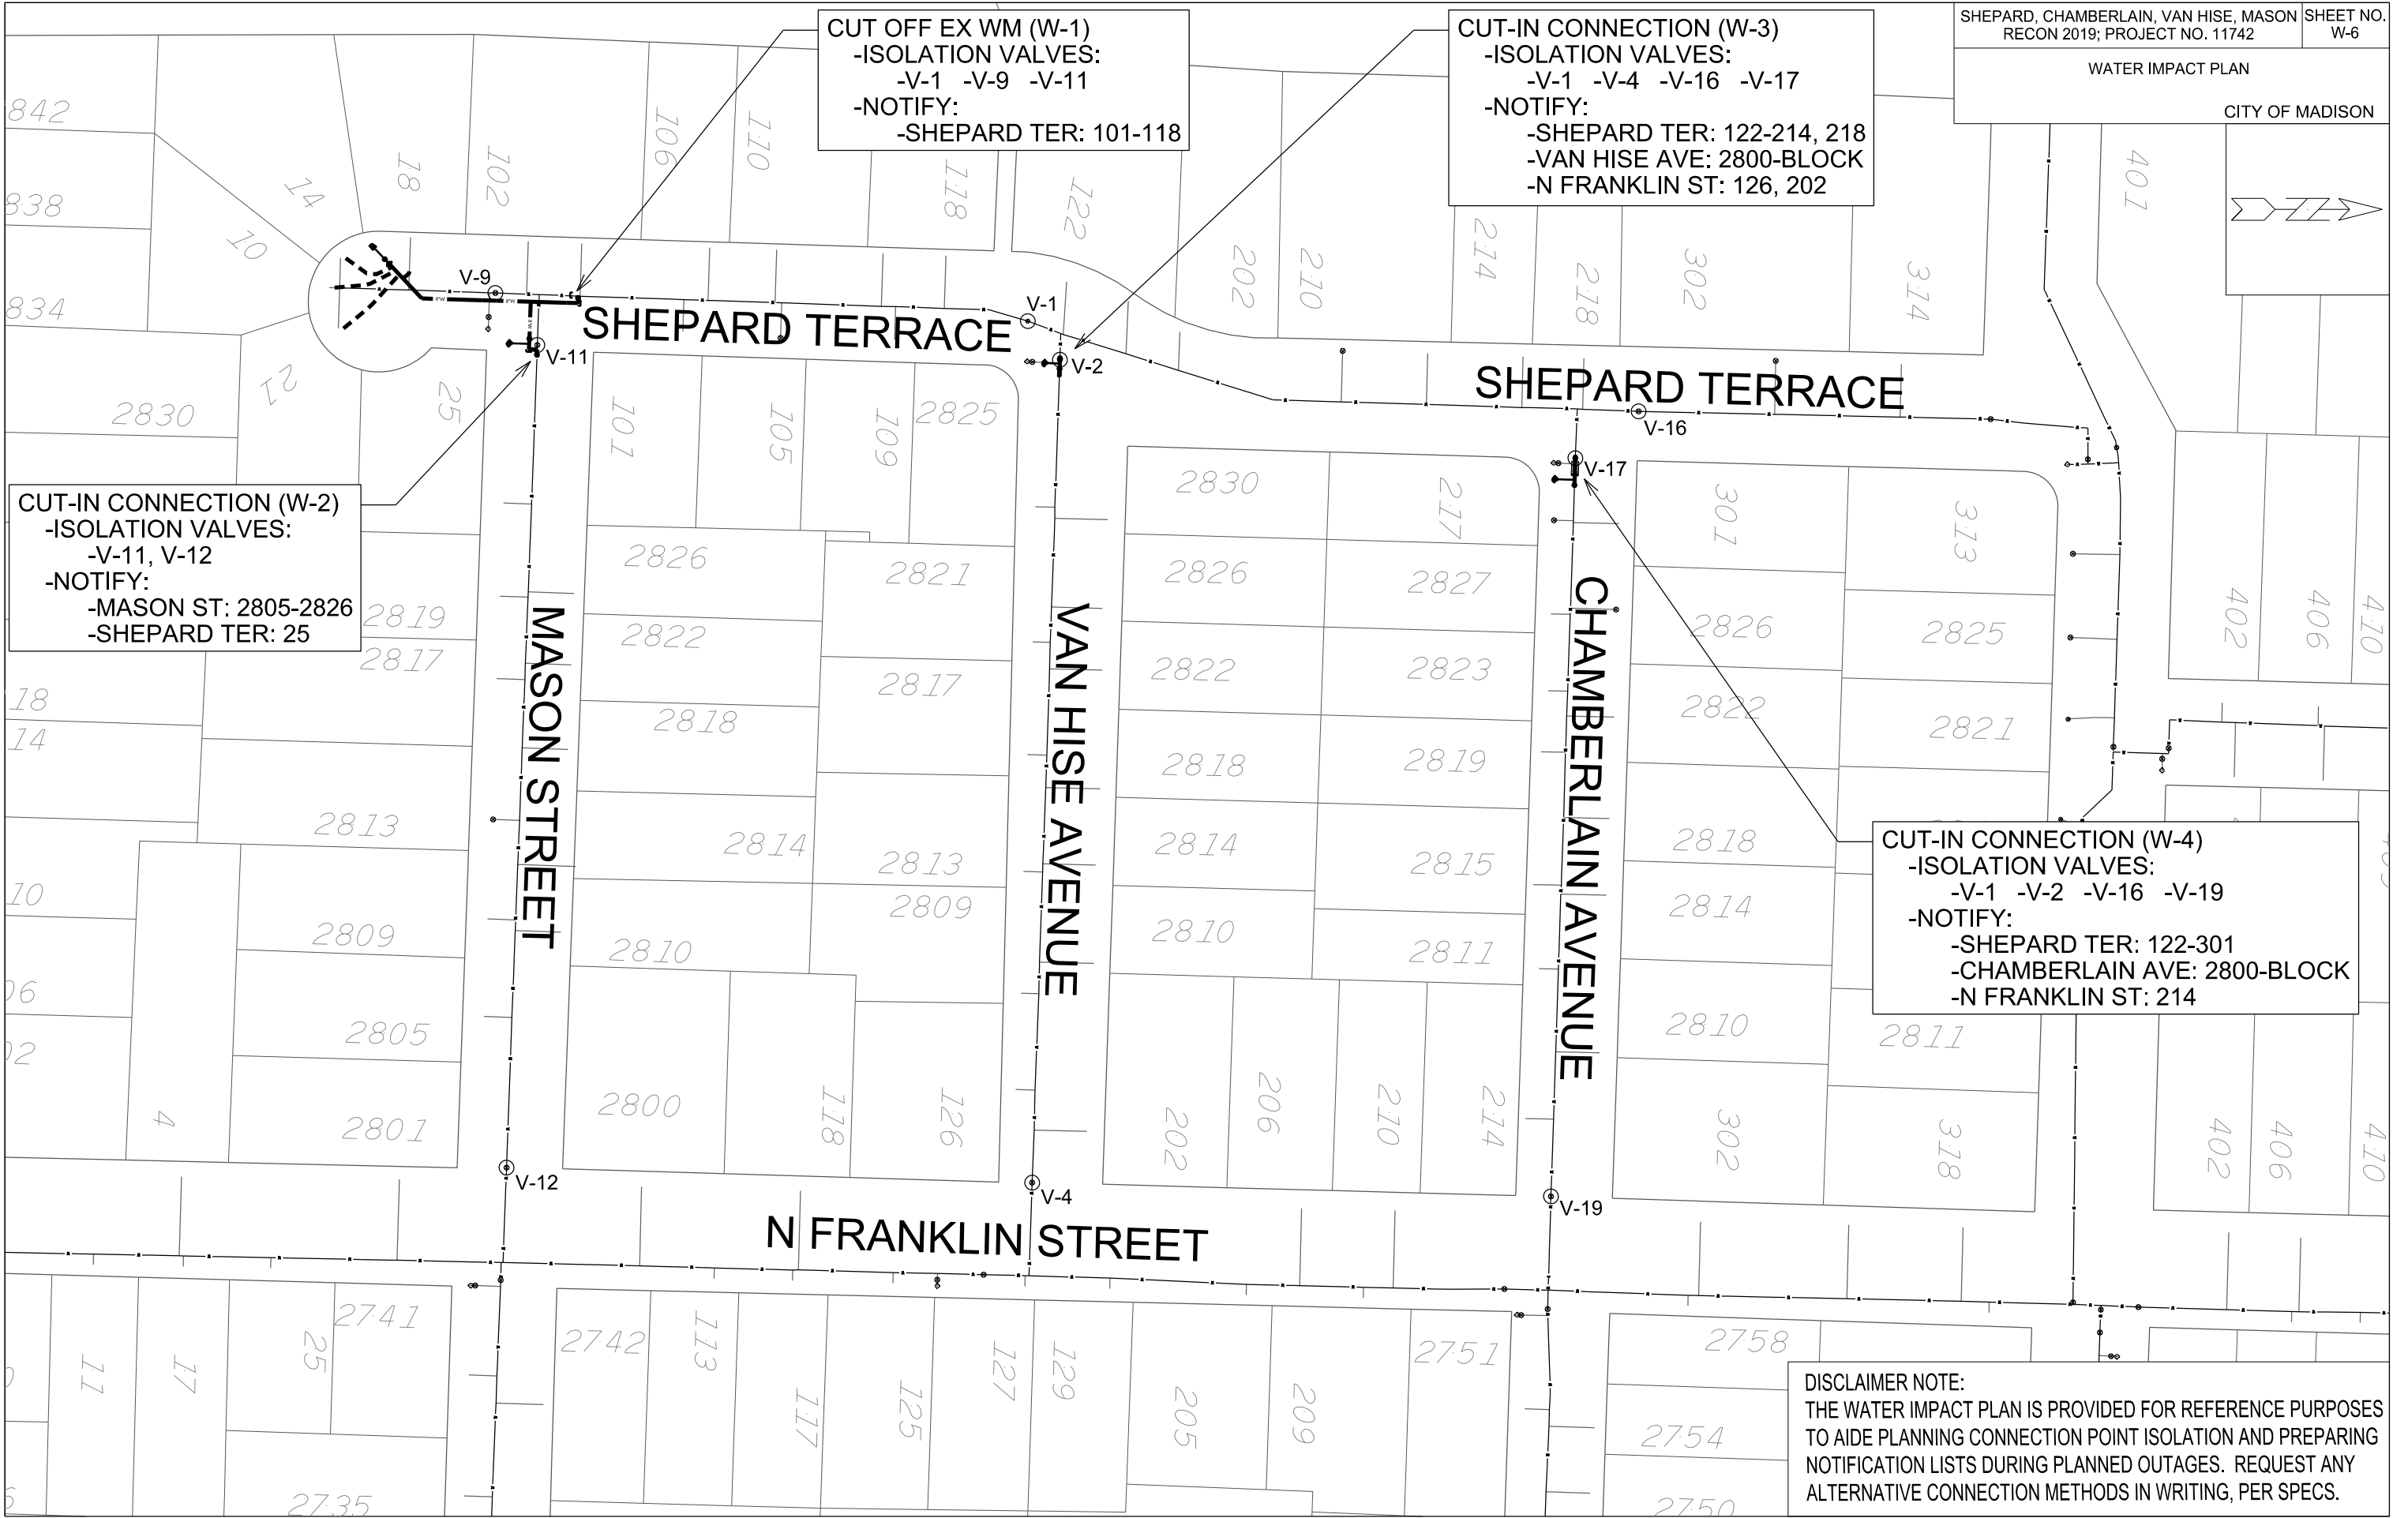 SHEPARD, CHAMBERLAIN, VAN HISE, MASON
RECON 2019; PROJECT NO. 11742
SHEET NO.
W-6
WATER IMPACT PLAN
CITY OF MADISON
CUT OFF EX WM (W-1)
-ISOLATION VALVES:
-V-1 -V-9 -V-11
-NOTIFY:
-SHEPARD TER: 101-118
CUT-IN CONNECTION (W-3)
-ISOLATION VALVES:
-V-1 -V-4 -V-16 -V-17
-NOTIFY:
-SHEPARD TER: 122-214, 218
-VAN HISE AVE: 2800-BLOCK
-N FRANKLIN ST: 126, 202
842
838
834
14
10
18
102
106
110
118
122
202
210
214
218
302
314
401
V-9
V-11
V-1
V-2
V-16
V-17
SHEPARD TERRACE
SHEPARD TERRACE
2830
21
25
101
105
109
2825
2830
217
301
313
402
406
410
CUT-IN CONNECTION (W-2)
-ISOLATION VALVES:
-V-11, V-12
-NOTIFY:
-MASON ST: 2805-2826
-SHEPARD TER: 25
2819
2817
18
14
2813
10
2809
06
2805
02
4
2801
MASON STREET
2826
2821
2822
2817
2818
2814
2813
2809
2810
2800
118
126
VAN HISE AVENUE
2826
2827
2822
2823
2818
2819
2814
2815
2810
2811
202
206
210
214
CHAMBERLAIN AVENUE
2826
2825
2822
2821
2818
2814
2810
2811
302
318
402
406
410
CUT-IN CONNECTION (W-4)
-ISOLATION VALVES:
-V-1 -V-2 -V-16 -V-19
-NOTIFY:
-SHEPARD TER: 122-301
-CHAMBERLAIN AVE: 2800-BLOCK
-N FRANKLIN ST: 214
V-12
V-4
V-19
N FRANKLIN STREET
11
17
25
2741
2735
2742
113
117
125
127
129
205
209
2751
2758
2754
2750
DISCLAIMER NOTE:
THE WATER IMPACT PLAN IS PROVIDED FOR REFERENCE PURPOSES
TO AIDE PLANNING CONNECTION POINT ISOLATION AND PREPARING
NOTIFICATION LISTS DURING PLANNED OUTAGES. REQUEST ANY
ALTERNATIVE CONNECTION METHODS IN WRITING, PER SPECS.